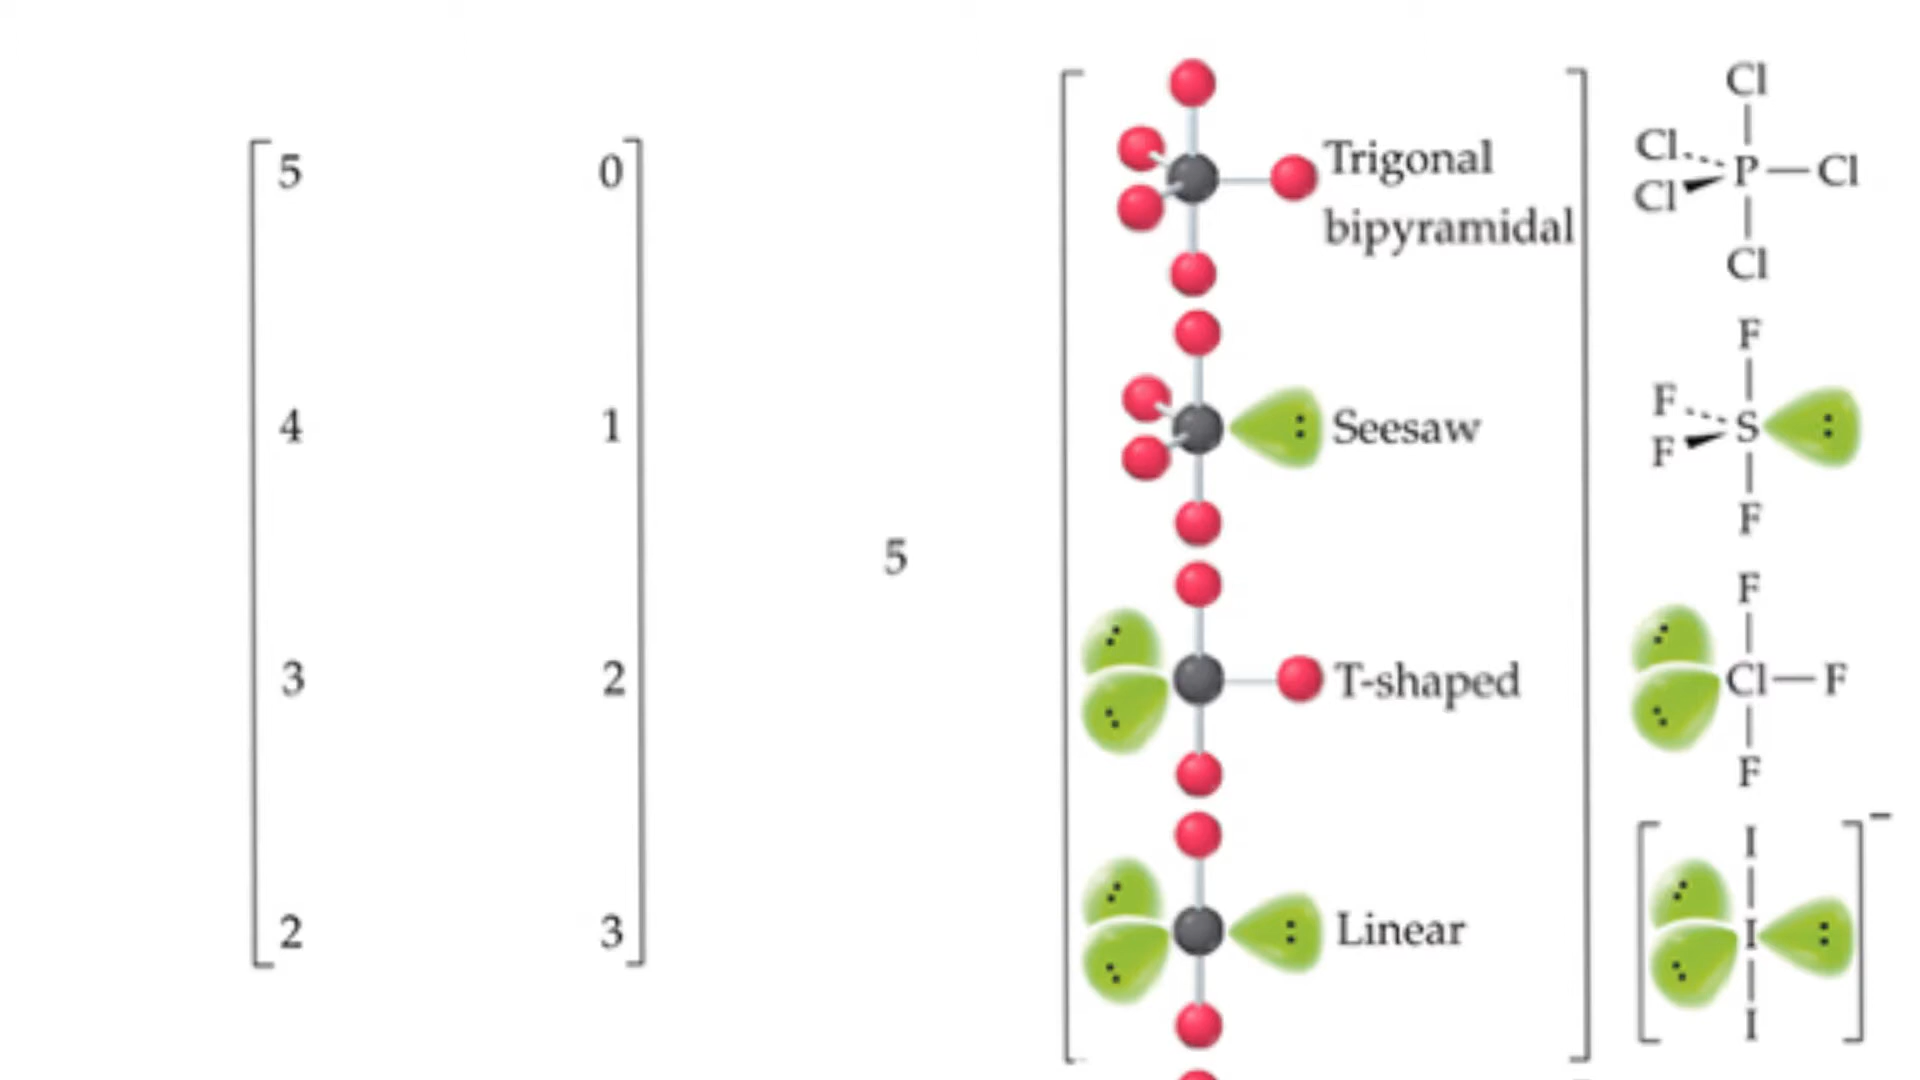 5 0
Trigonal
bipyramidal
Cl
Cl
Cl P Cl
Cl
Cl
4 1
Seesaw
F
F
S
F
F
5
3 2
T-shaped
F
Cl F
F
2 3
Linear
I
I
I
−